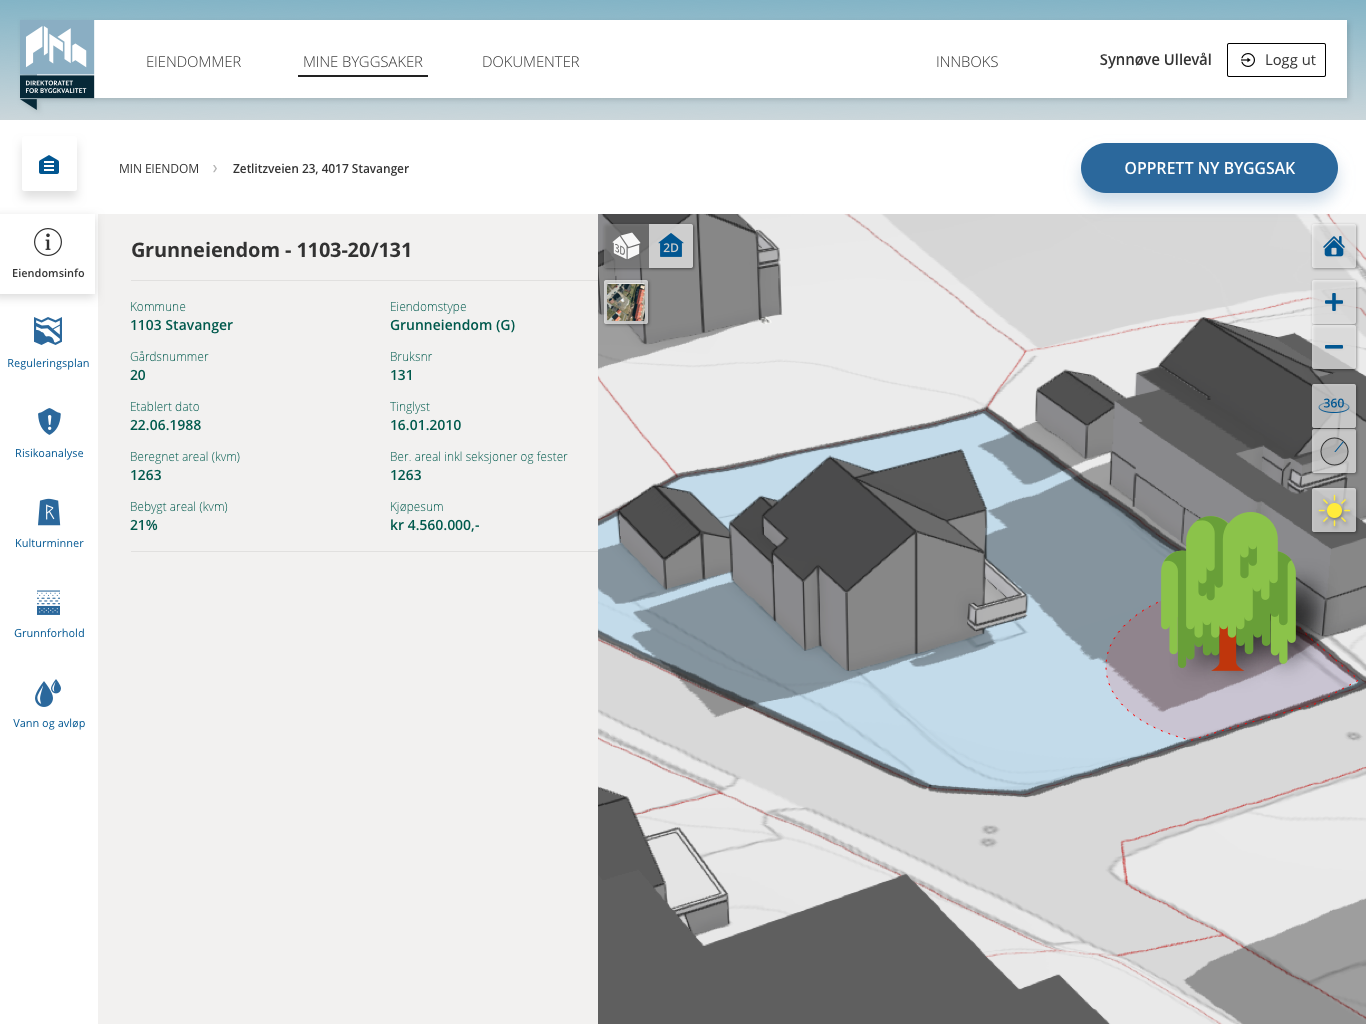 DIREKTORATET
FOR BYGGKVALITET
EIENDOMMER
MINE BYGGSAKER
DOKUMENTER
INNBOKS
Synnøve Ullevål
Logg ut
MIN EIENDOM
Zetlitzveien 23, 4017 Stavanger
OPPRETT NY BYGGSAK
Eiendomsinfo
Reguleringsplan
Risikoanalyse
Kulturminner
Grunnforhold
Vann og avløp
Grunneiendom - 1103-20/131
Kommune
1103 Stavanger
Eiendomstype
Grunneiendom (G)
Gårdsnummer
20
Bruksnr
131
Etablert dato
22.06.1988
Tinglyst
16.01.2010
Beregnet areal (kvm)
1263
Ber. areal inkl seksjoner og fester
1263
Bebygt areal (kvm)
21%
Kjøpesum
kr 4.560.000,-
3D
2D
360